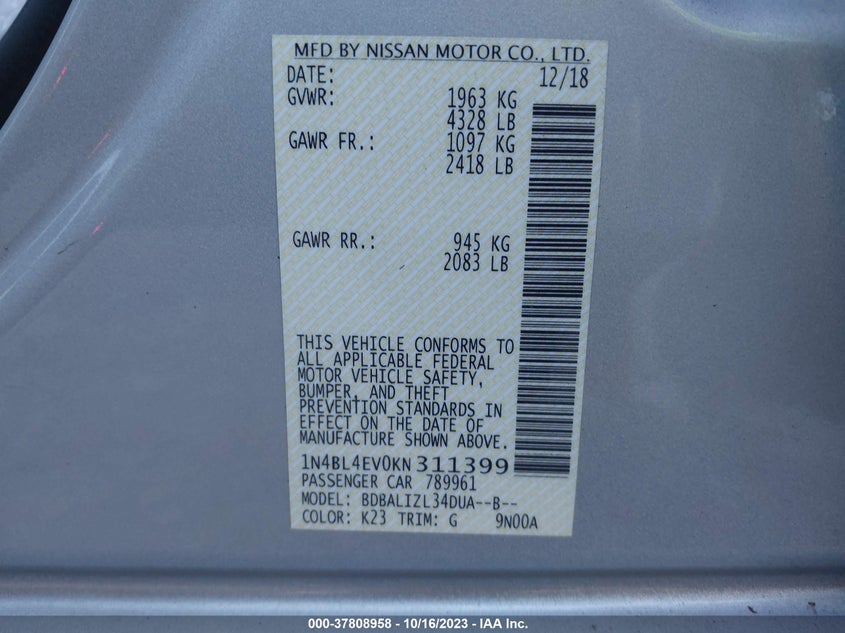 MFD BY NISSAN MOTOR CO., LTD.
DATE: 12/18
GVWR: 1963 KG
4328 LB
GAWR FR.: 1097 KG
2418 LB
GAWR RR.: 945 KG
2083 LB
THIS VEHICLE CONFORMS TO
ALL APPLICABLE FEDERAL
MOTOR VEHICLE SAFETY,
BUMPER, AND THEFT
PREVENTION STANDARDS IN
EFFECT ON THE DATE OF
MANUFACTURE SHOWN ABOVE.
1N4BL4EV0KN311399
PASSENGER CAR 789961
MODEL: BDBALIZL34DUA--B--
COLOR: K23 TRIM: G 9N00A
000-37808958 - 10/16/2023 - IAA Inc.